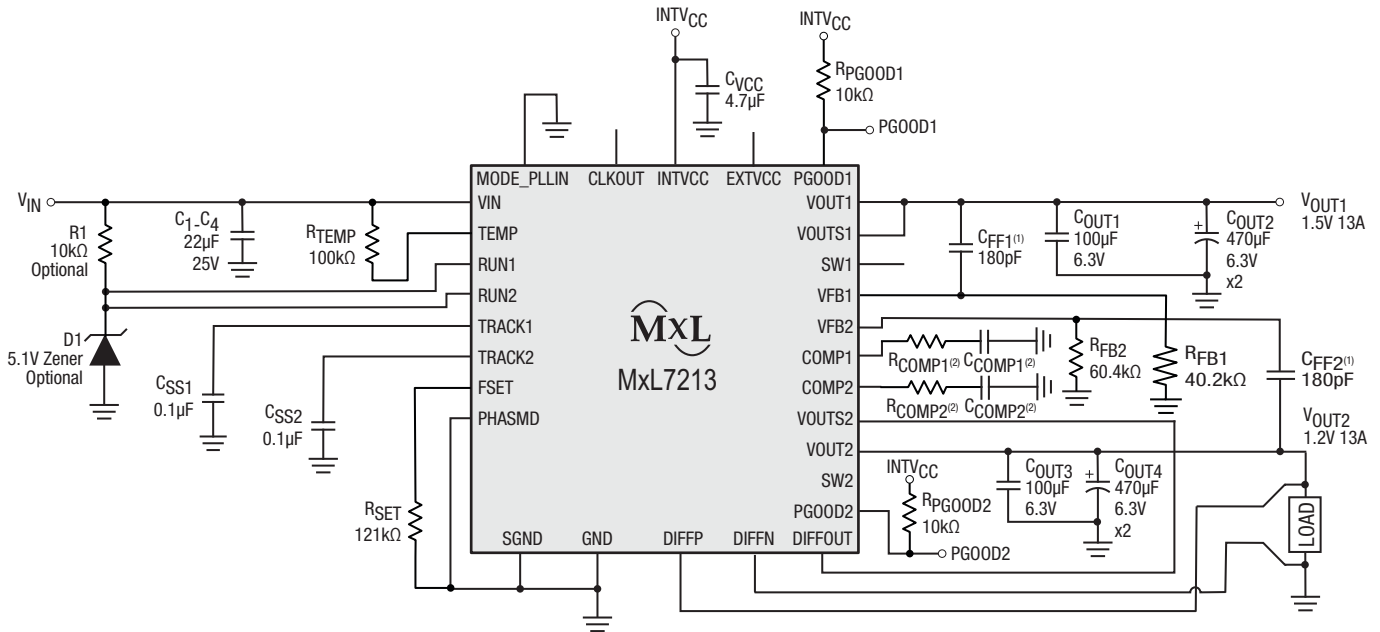 INTVCC
INTVCC
CVCC
4.7µF
RPGOOD1
10kΩ
PGOOD1
MODE_PLLIN
CLKOUT
INTVCC
EXTVCC
PGOOD1
VIN
R1
10kΩ
Optional
C1-C4
22µF
25V
RTEMP
100kΩ
D1
5.1V Zener
Optional
CSS1
0.1µF
CSS2
0.1µF
RSET
121kΩ
VIN
TEMP
RUN1
RUN2
TRACK1
TRACK2
FSET
PHASMD
MXL
MxL7213
VOUT1
VOUTS1
SW1
VFB1
VFB2
COMP1
COMP2
VOUTS2
VOUT2
SW2
PGOOD2
SGND
GND
DIFFP
DIFFN
DIFFOUT
CFF1(1)
180pF
COUT1
100µF
6.3V
COUT2
+
470µF
6.3V
x2
VOUT1
1.5V 13A
RCOMP1(2)
CCOMP1(2)
RCOMP2(2)
CCOMP2(2)
RFB2
60.4kΩ
RFB1
40.2kΩ
CFF2(1)
180pF
VOUT2
1.2V 13A
INTVCC
RPGOOD2
10kΩ
PGOOD2
COUT3
100µF
6.3V
COUT4
+
470µF
6.3V
x2
LOAD